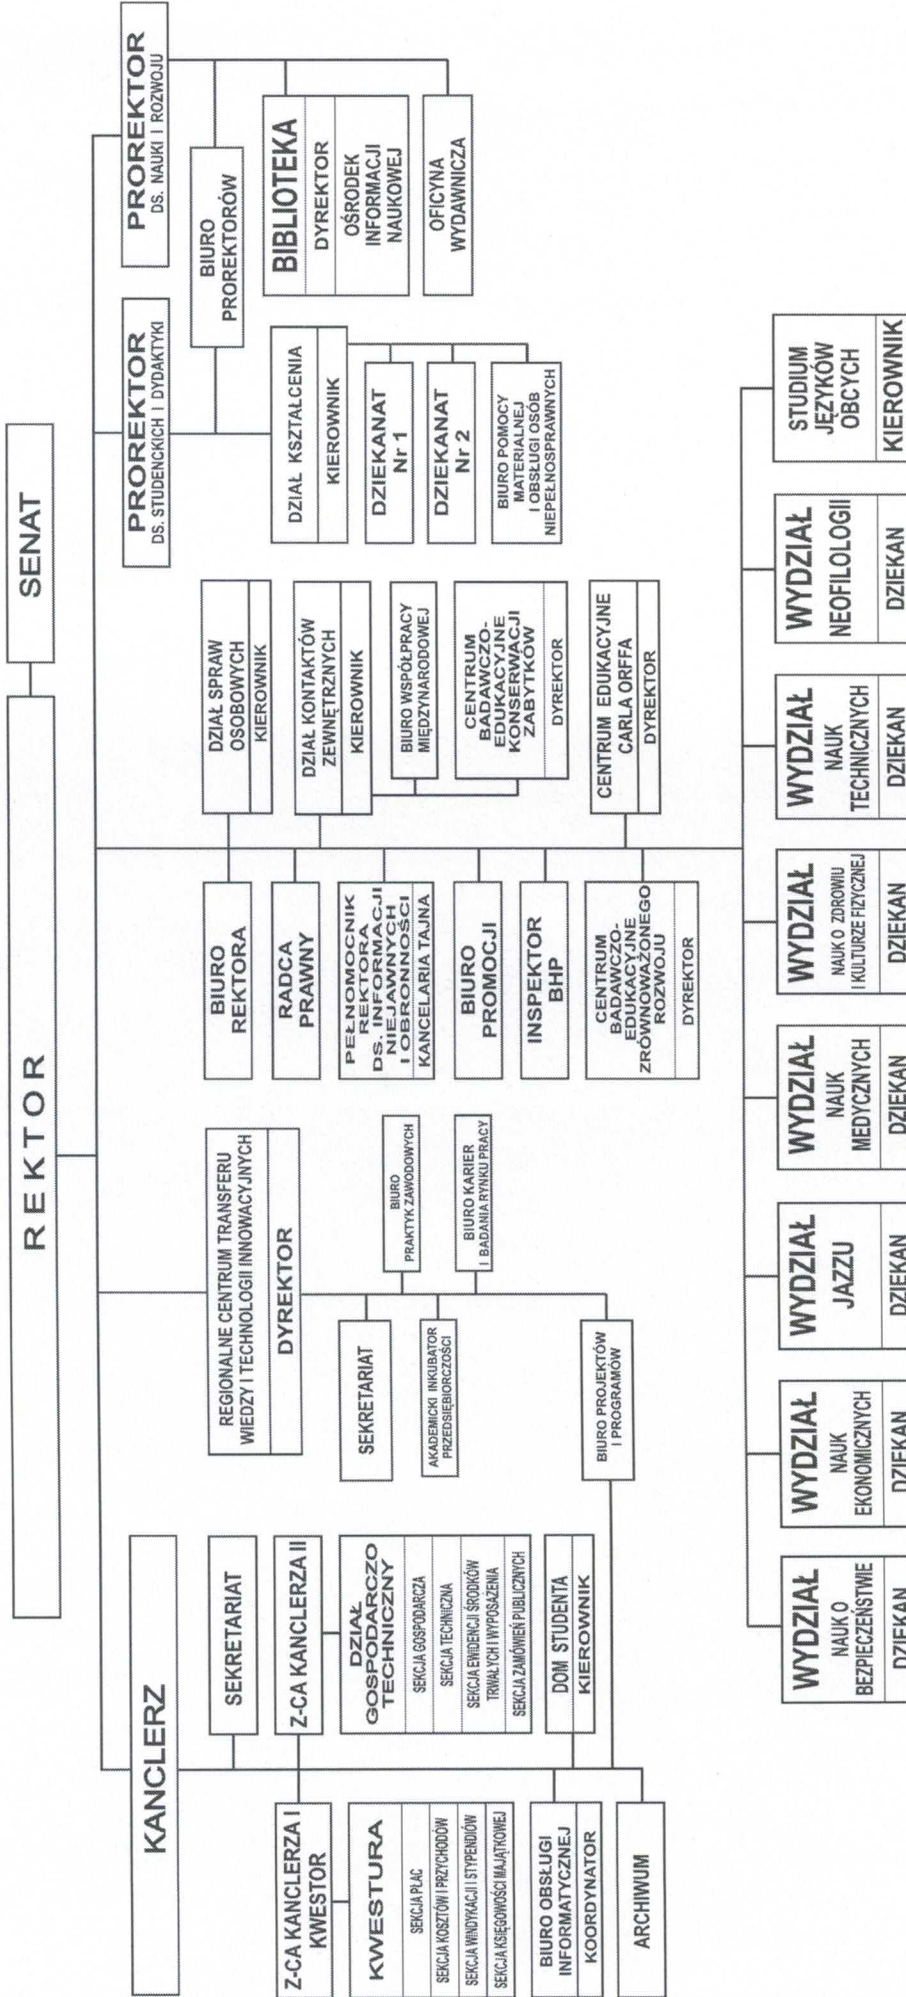 REKTOR
SENAT
KANCLERZ
SEKRETARIAT
Z-CA KANCLERZA I
KWESTOR
Z-CA KANCLERZA II
KWESTURA
SEKCJA PŁAC
SEKCJA KOSZTÓW I PRZYCHODÓW
SEKCJA WINDYKACJI I STYPENDIÓW
SEKCJA KSIĘGOWOŚCI MAJĄTKOWEJ
DZIAŁ
GOSPODARCZO
TECHNICZNY
SEKCJA GOSPODARCZA
SEKCJA TECHNICZNA
SEKCJA EWIDENCJI ŚRODKÓW
TRWAŁYCH I WYPOSAŻENIA
SEKCJA ZAMÓWIEŃ PUBLICZNYCH
BIURO OBSŁUGI
INFORMATYCZNEJ
KOORDYNATOR
DOM STUDENTA
KIEROWNIK
ARCHIWUM
REGIONALNE CENTRUM TRANSFERU
WIEDZY I TECHNOLOGII INNOWACYJNYCH
DYREKTOR
SEKRETARIAT
BIURO
PRAKTYK ZAWODOWYCH
AKADEMICKI INKUBATOR
PRZEDSIĘBIORCZOŚCI
BIURO KARIER
I BADANIA RYNKU PRACY
BIURO PROJEKTÓW
I PROGRAMÓW
BIURO
REKTORA
RADCA
PRAWNY
PEŁNOMOCNIK
REKTORA
DS. INFORMACJI
NIEJAWNYCH
I OBRONNOŚCI
KANCELARIA TAJNA
BIURO
PROMOCJI
INSPEKTOR
BHP
CENTRUM
BADAWCZO-
EDUKACYJNE
ZRÓWNOWAŻONEGO
ROZWOJU
DYREKTOR
DZIAŁ SPRAW
OSOBOWYCH
KIEROWNIK
DZIAŁ KONTAKTÓW
ZEWNĘTRZNYCH
KIEROWNIK
BIURO WSPÓŁPRACY
MIĘDZYNARODOWEJ
CENTRUM
BADAWCZO-
EDUKACYJNE
KONSERWACJI
ZABYTKÓW
DYREKTOR
CENTRUM EDUKACYJNE
CARLA ORFFA
DYREKTOR
PROREKTOR
DS. STUDENCKICH I DYDAKTYKI
PROREKTOR
DS. NAUKI I ROZWOJU
BIURO
PROREKTORÓW
DZIAŁ KSZTAŁCENIA
KIEROWNIK
DZIEKANAT
Nr 1
DZIEKANAT
Nr 2
BIURO POMOCY
MATERIALNEJ
I OBSŁUGI OSÓB
NIEPEŁNOSPRAWNYCH
BIBLIOTEKA
DYREKTOR
OŚRODEK
INFORMACJI
NAUKOWEJ
OFICYNA
WYDAWNICZA
WYDZIAŁ
NAUK O
BEZPIECZEŃSTWIE
DZIEKAN
WYDZIAŁ
NAUK
EKONOMICZNYCH
DZIEKAN
WYDZIAŁ
JAZZU
DZIEKAN
WYDZIAŁ
NAUK
MEDYCZNYCH
DZIEKAN
WYDZIAŁ
NAUK O ZDROWIU
I KULTURZE FIZYCZNEJ
DZIEKAN
WYDZIAŁ
NAUK
TECHNICZNYCH
DZIEKAN
WYDZIAŁ
NEOFILOLOGII
DZIEKAN
STUDIUM
JĘZYKÓW
OBCYCH
KIEROWNIK